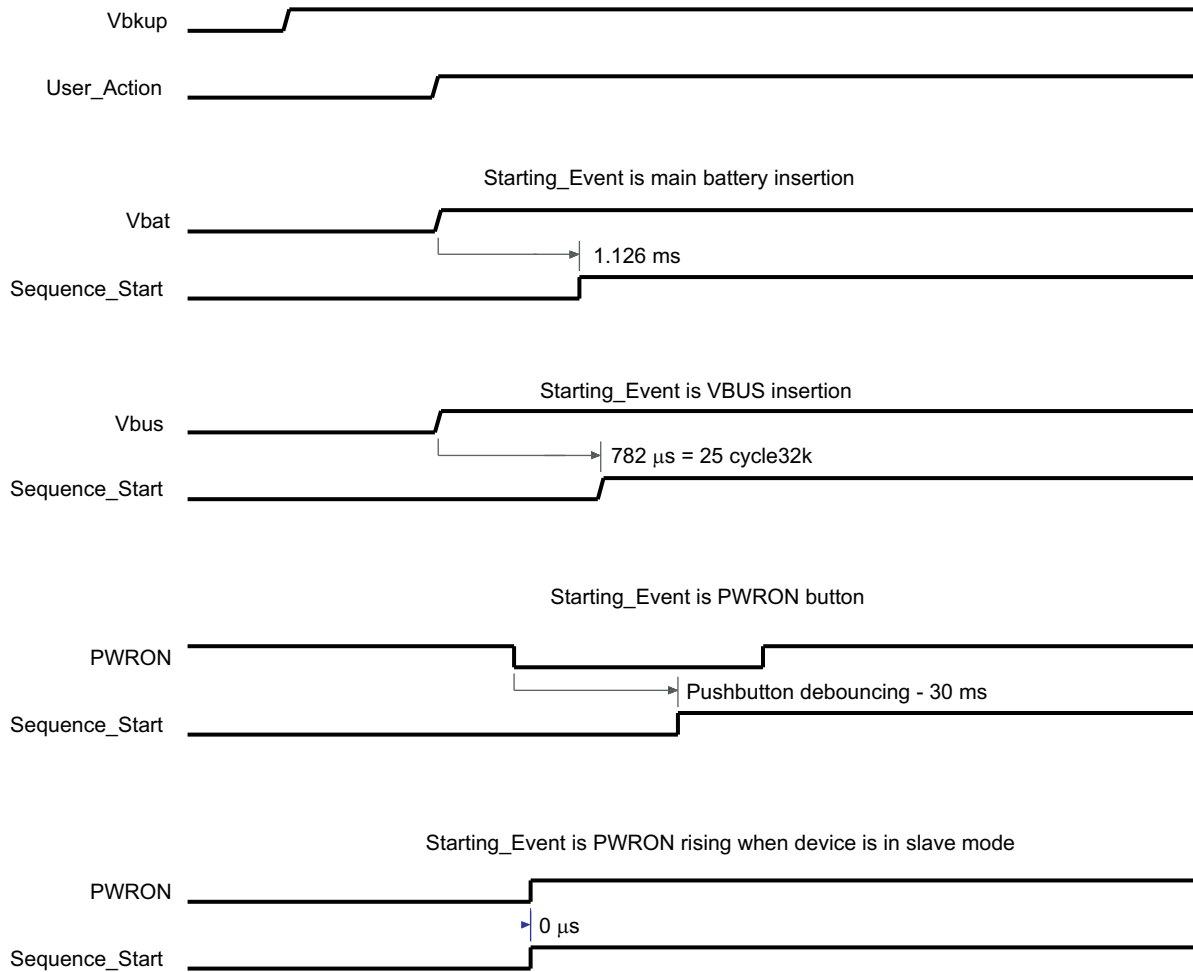 Vbkup
User_Action
Starting_Event is main battery insertion
Vbat
1.126 ms
Sequence_Start
Starting_Event is VBUS insertion
Vbus
782 μs = 25 cycle32k
Sequence_Start
Starting_Event is PWRON button
PWRON
Pushbutton debouncing - 30 ms
Sequence_Start
Starting_Event is PWRON rising when device is in slave mode
PWRON
0 μs
Sequence_Start